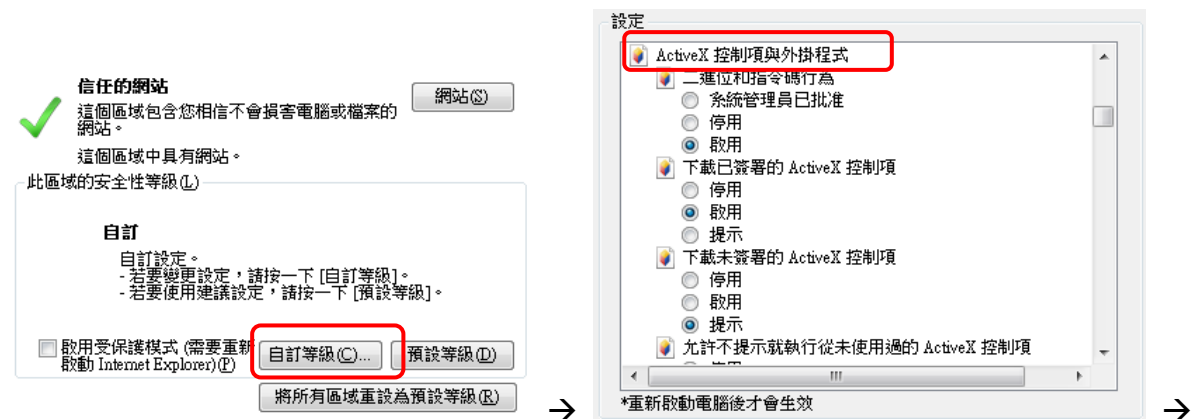 信任的網站
這個區域包含您相信不會損害電腦或檔案的
網站。
網站(S)
這個區域中具有網站。
此區域的安全性等級(L)
自訂
自訂設定。
- 若要變更設定，請按一下 [自訂等級]。
- 若要使用建議設定，請按一下 [預設等級]。
啟用受保護模式 (需要重新
啟動 Internet Explorer)(P)
自訂等級(C)...
預設等級(D)
將所有區域重設為預設等級(R)
→
設定
ActiveX 控制項與外掛程式
二進位和指令碼行為
系統管理員已批准
停用
啟用
下載已簽署的 ActiveX 控制項
停用
啟用
提示
下載未簽署的 ActiveX 控制項
停用
啟用
提示
允許不提示就執行從未使用過的 ActiveX 控制項
*重新啟動電腦後才會生效
→